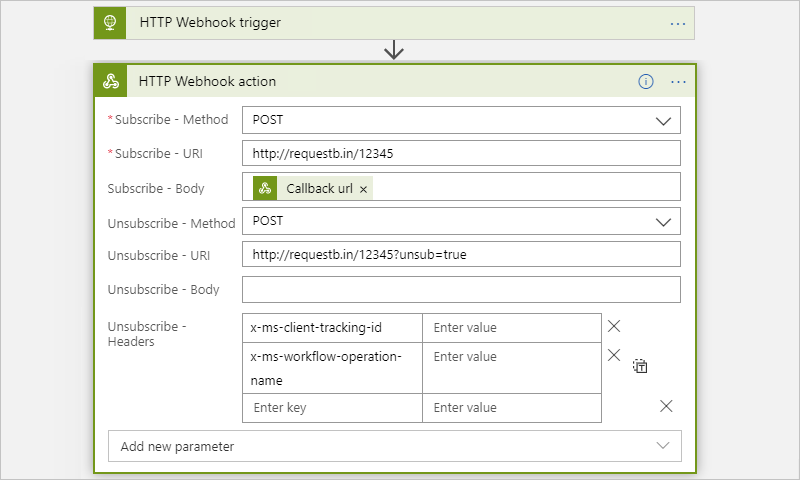 HTTP Webhook trigger
HTTP Webhook action
* Subscribe - Method POST
* Subscribe - URI http://requestb.in/12345
Subscribe - Body Callback url ×
Unsubscribe - Method POST
Unsubscribe - URI http://requestb.in/12345?unsub=true
Unsubscribe - Body
Unsubscribe -
Headers
x-ms-client-tracking-id Enter value
x-ms-workflow-operation-
name
Enter value
Enter key Enter value
Add new parameter